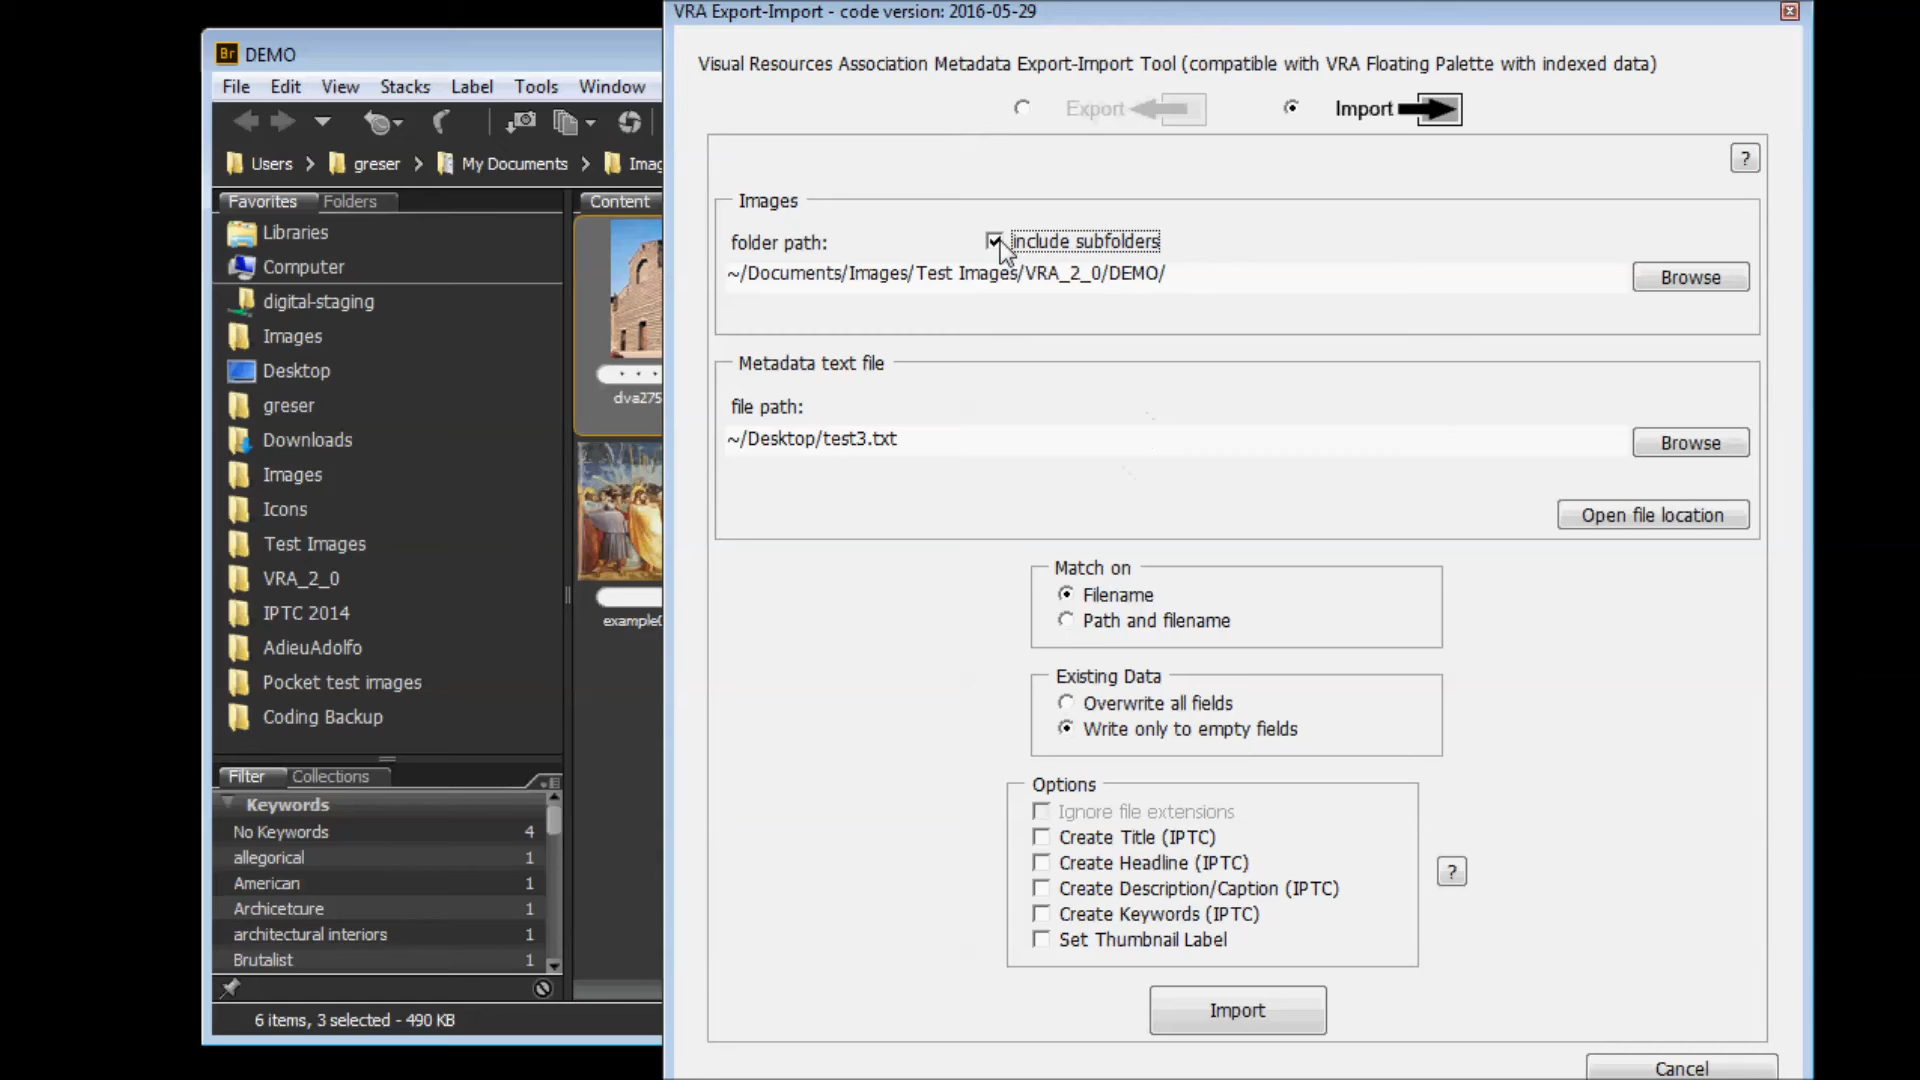 VRA Export-Import - code version: 2016-05-29
Br DEMO
File Edit View Stacks Label Tools Window
Users > greser > My Documents >
Favorites Folders
Libraries
Computer
digital-staging
Images
Desktop
greser
Downloads
Images
Icons
Test Images
VRA_2_0
IPTC 2014
AdieuAdolfo
Pocket test images
Coding Backup
Filter Collections
Keywords
No Keywords 4
allegorical 1
American 1
Archicetcure 1
architectural interiors 1
Brutalist 1
6 items, 3 selected - 490 KB
Content
dva275
Visual Resources Association Metadata Export-Import Tool (compatible with VRA Floating Palette with indexed data)
Export Import
?
Images
folder path: include subfolders
~/Documents/Images/Test Images/VRA_2_0/DEMO/
Browse
Metadata text file
file path:
~/Desktop/test3.txt
Browse
Open file location
Match on
Filename
Path and filename
Existing Data
Overwrite all fields
Write only to empty fields
Options
Ignore file extensions
Create Title (IPTC)
Create Headline (IPTC)
Create Description/Caption (IPTC)
Create Keywords (IPTC)
Set Thumbnail Label
?
Import
Cancel